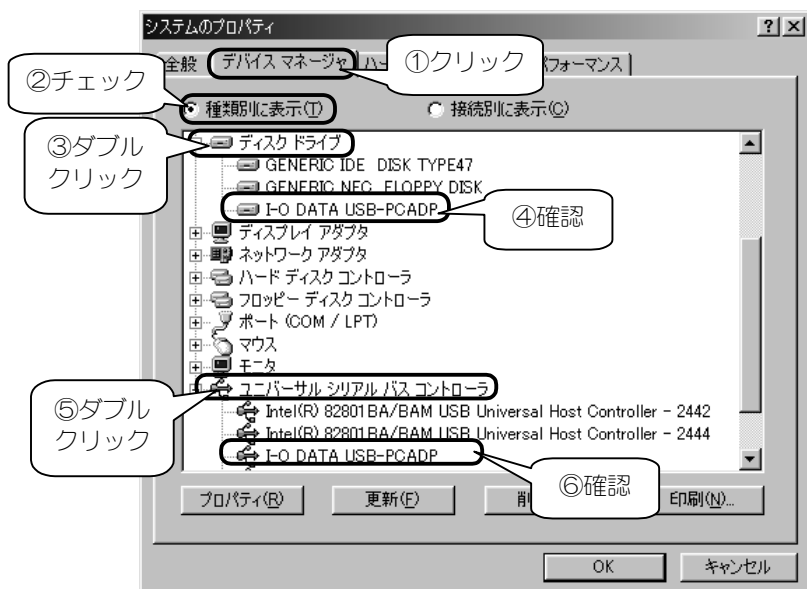 システムのプロパティ
全般 デバイス マネージャ ハー フォーマンス
①クリック
②チェック
種類別に表示(T) 接続別に表示(C)
③ダブル
クリック
ディスク ドライブ
GENERIC IDE DISK TYPE47
GENERIC NEC FLOPPY DISK
I-O DATA USB-PCADP
④確認
ディスプレイ アダプタ
ネットワーク アダプタ
ハード ディスク コントローラ
フロッピー ディスク コントローラ
ポート (COM / LPT)
マウス
モニタ
ユニバーサル シリアル バス コントローラ
⑤ダブル
クリック
Intel(R) 82801BA/BAM USB Universal Host Controller - 2442
Intel(R) 82801BA/BAM USB Universal Host Controller - 2444
I-O DATA USB-PCADP
⑥確認
プロパティ(R) 更新(F) 削 印刷(N)...
OK キャンセル